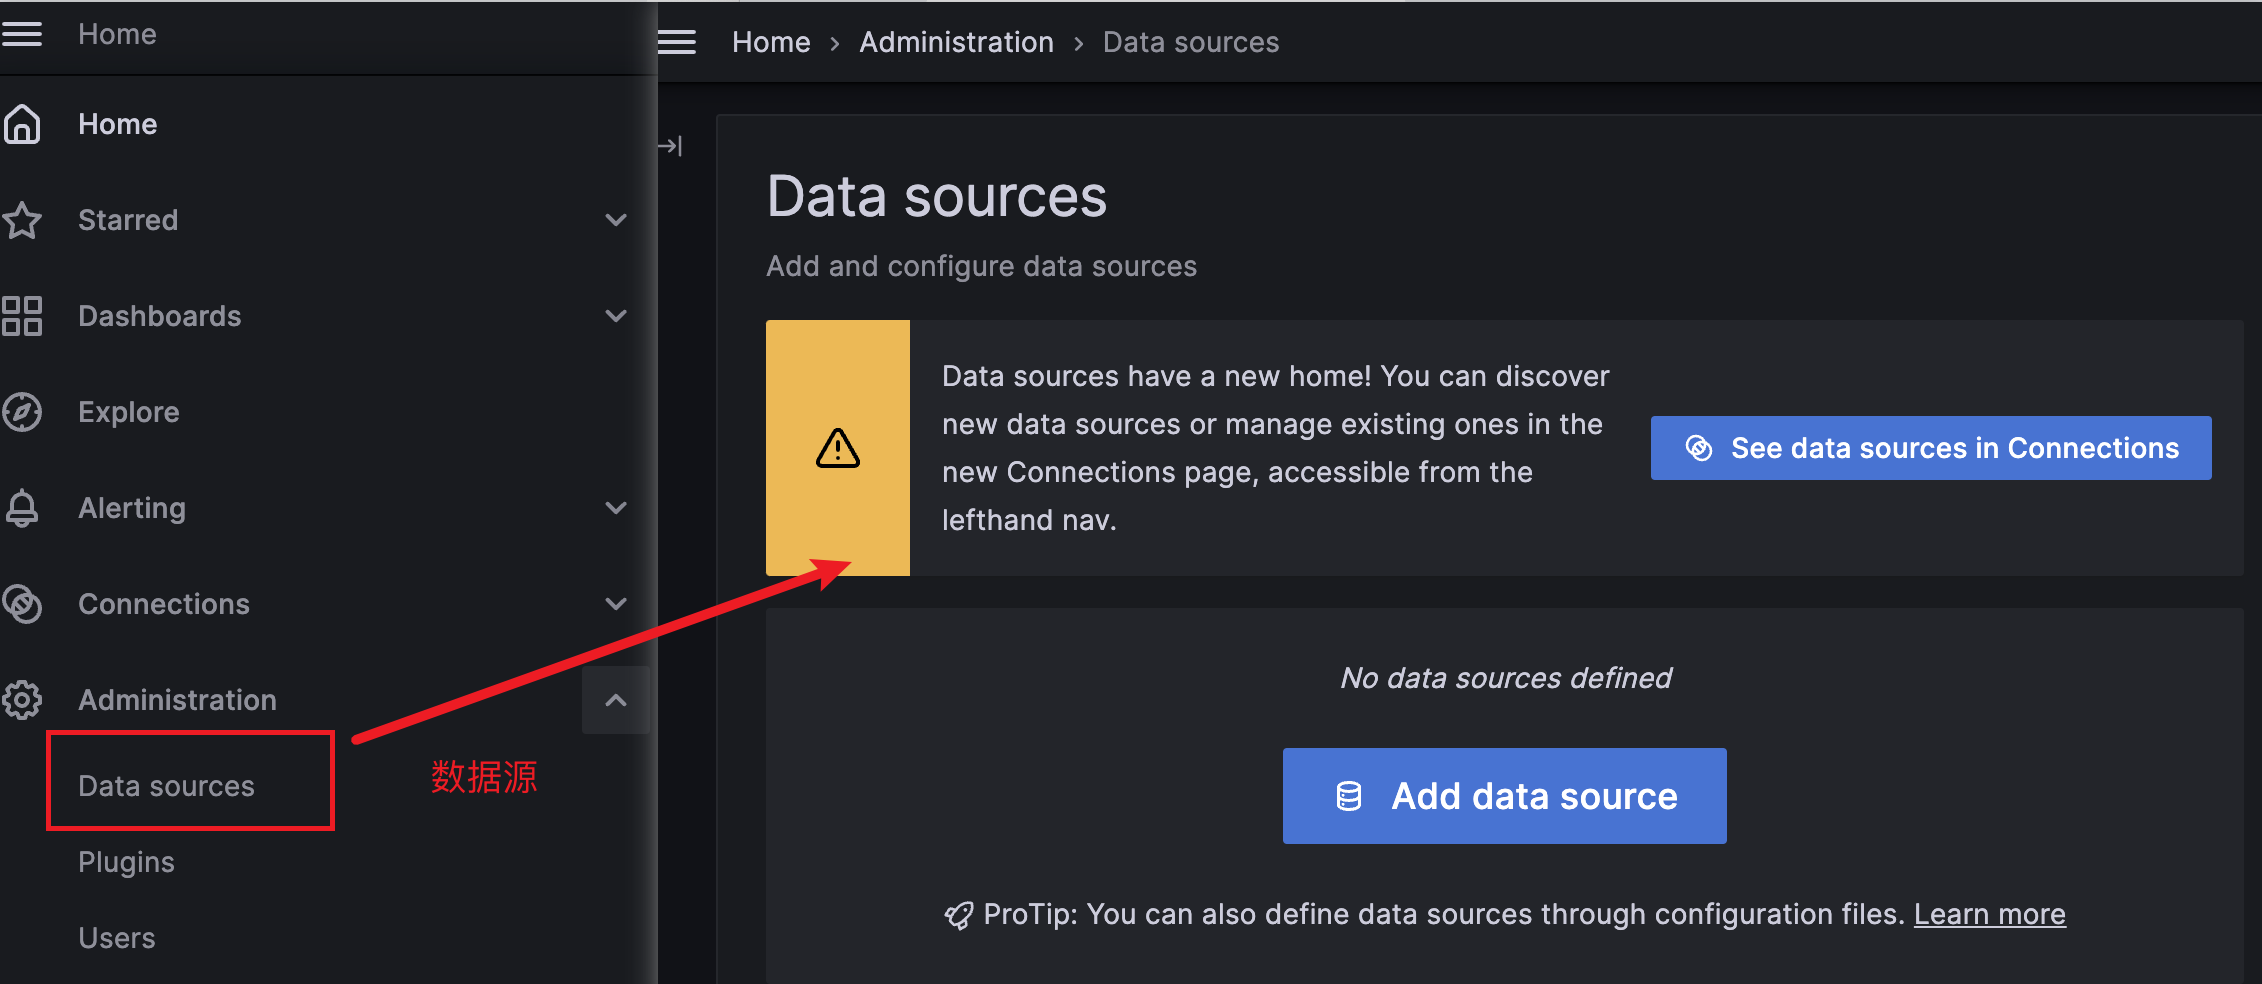 Home
Home
Starred
Dashboards
Explore
Alerting
Connections
Administration
Data sources
数据源
Plugins
Users
Home › Administration › Data sources
Data sources
Add and configure data sources
Data sources have a new home! You can discover
new data sources or manage existing ones in the
new Connections page, accessible from the
lefthand nav.
See data sources in Connections
No data sources defined
Add data source
ProTip: You can also define data sources through configuration files. Learn more